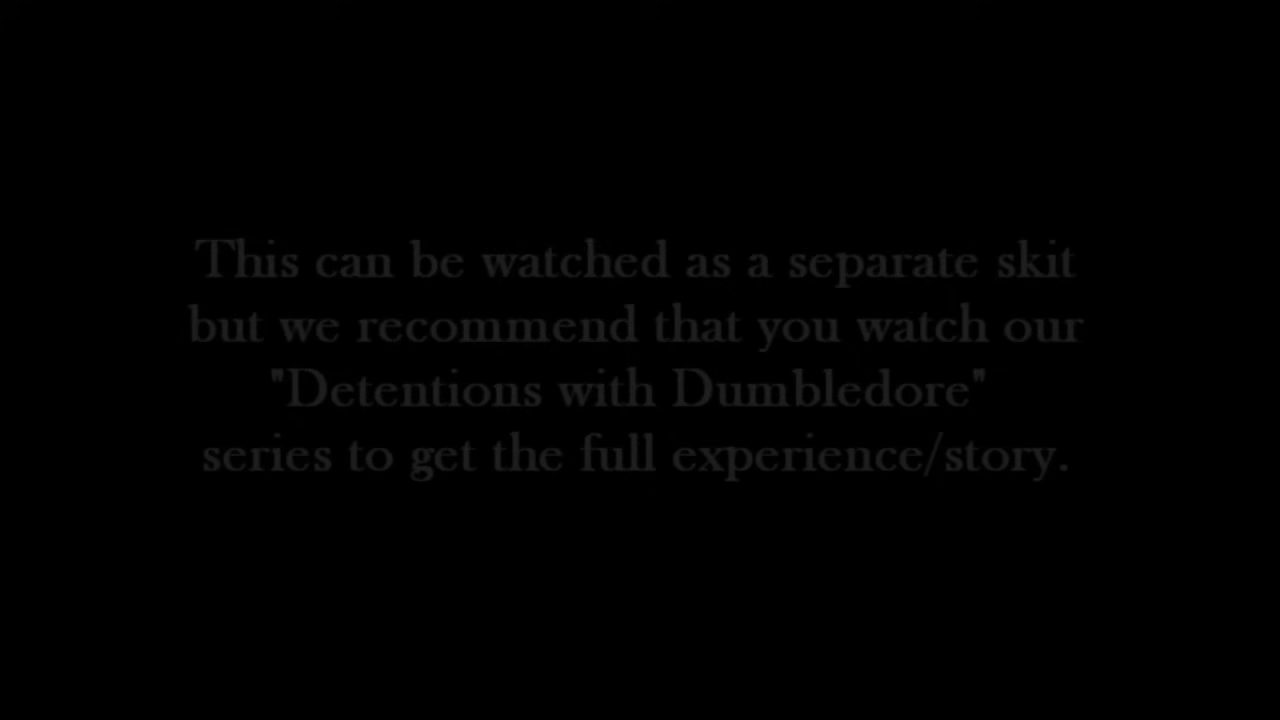 This can be watched as a separate skit
but we recommend that you watch our
"Detentions with Dumbledore"
series to get the full experience/story.